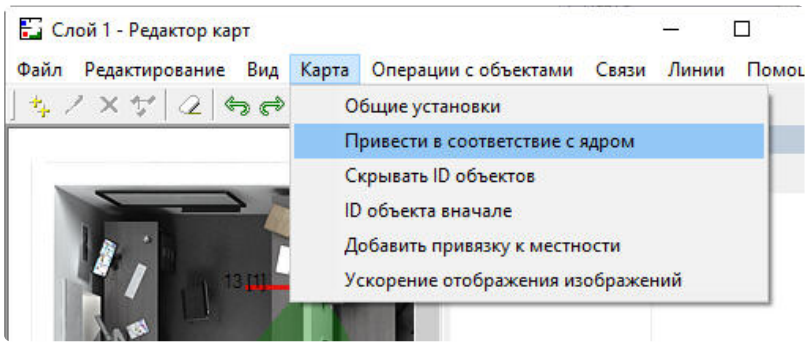 Слой 1 - Редактор карт
Файл Редактирование Вид Карта Операции с объектами Связи Линии Помощ
Общие установки
Привести в соответствие с ядром
Скрывать ID объектов
ID объекта вначале
Добавить привязку к местности
Ускорение отображения изображений
13 [1]